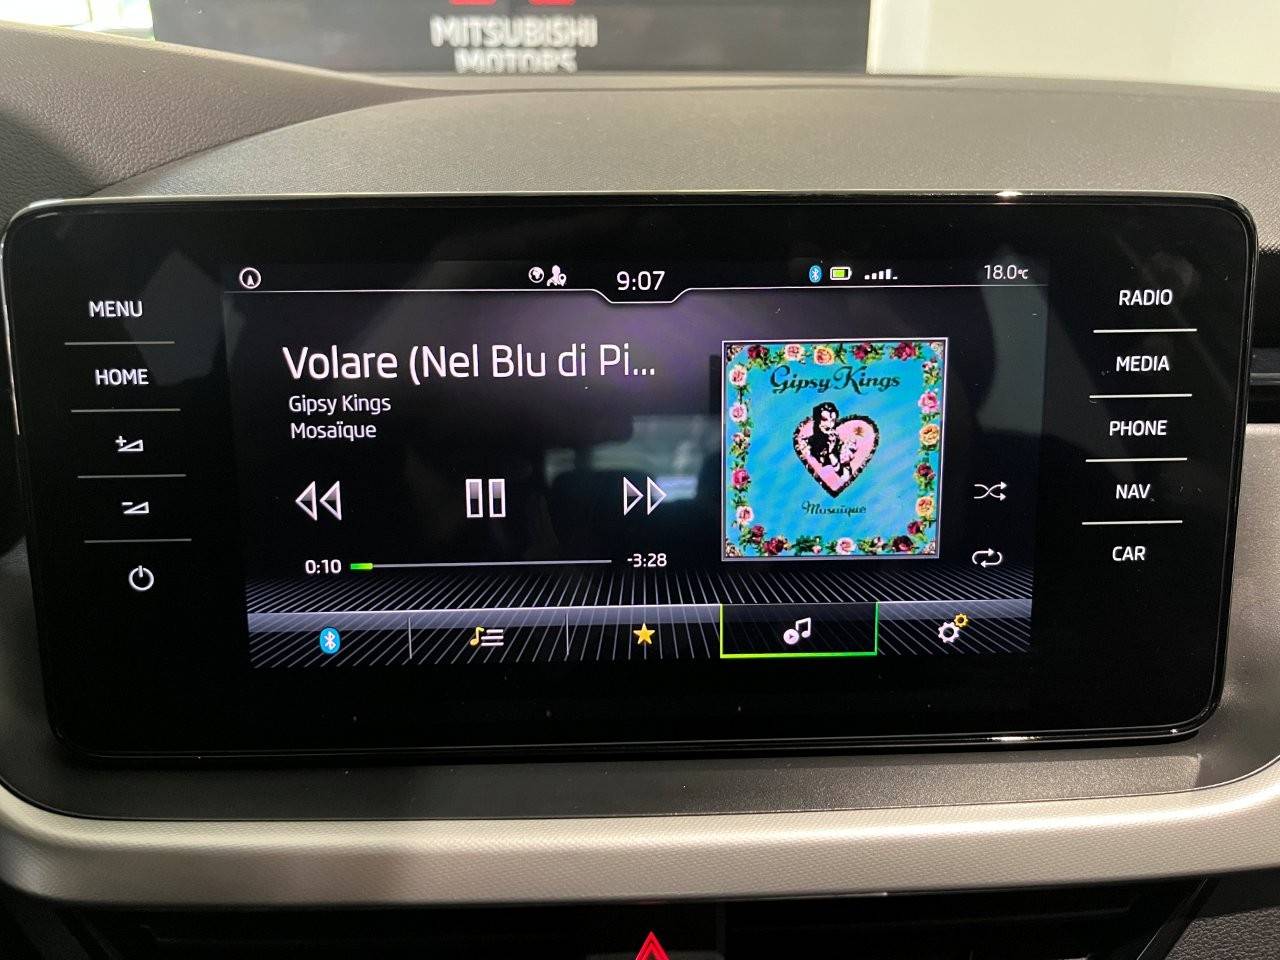 MITSUBISHI
MOTORS
9:07
18.0°C
MENU
HOME
RADIO
MEDIA
PHONE
NAV
CAR
Volare (Nel Blu di Pi...
Gipsy Kings
Mosaïque
0:10
-3:28
Gipsy Kings
Mosaïque